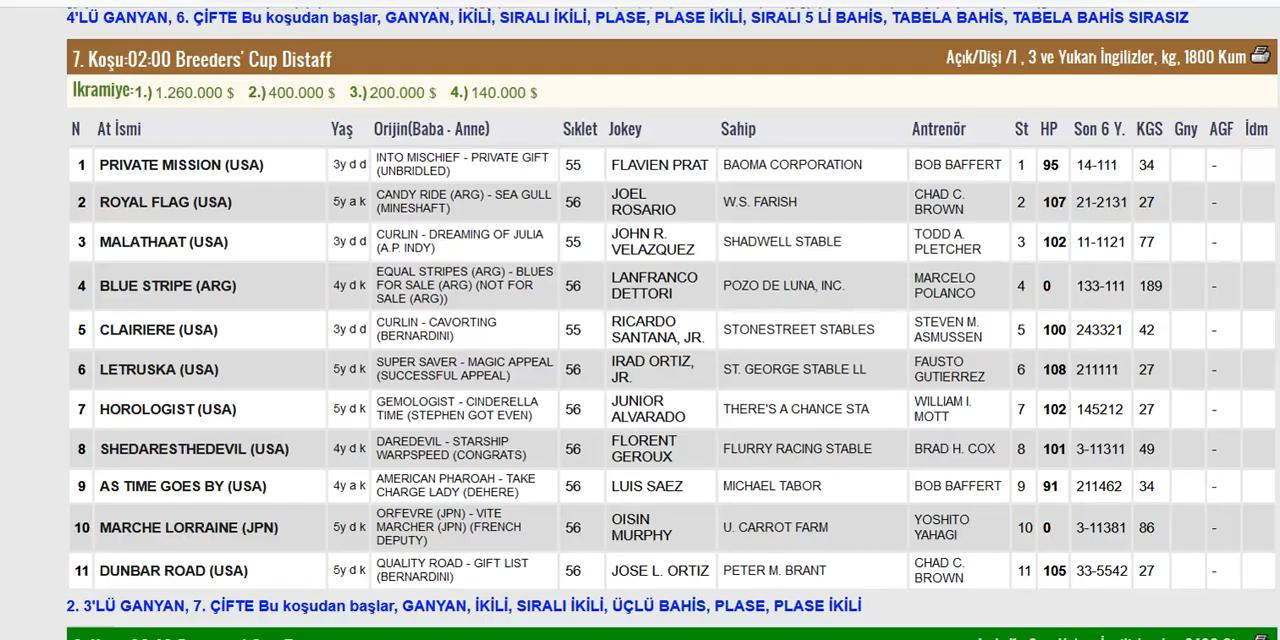 4'LÜ GANYAN, 6. ÇİFTE Bu koşudan başlar, GANYAN, İKİLİ, SIRALI İKİLİ, PLASE, PLASE İKİLİ, SIRALI 5 Lİ BAHİS, TABELA BAHİS, TABELA BAHİS SIRASIZ
7. Koşu:02:00 Breeders' Cup Distaff Açık/Dişi /1 , 3 ve Yukarı İngilizler, kg, 1800 Kum
İkramiye:1.) 1.260.000 $ 2.) 400.000 $ 3.) 200.000 $ 4.) 140.000 $
N At İsmi Yaş Orijin(Baba - Anne) Sıklet Jokey Sahip Antrenör St HP Son 6 Y. KGS Gny AGF İdm
1 PRIVATE MISSION (USA) 3y d d INTO MISCHIEF - PRIVATE GIFT (UNBRIDLED) 55 FLAVIEN PRAT BAOMA CORPORATION BOB BAFFERT 1 95 14-111 34 -
2 ROYAL FLAG (USA) 5y a k CANDY RIDE (ARG) - SEA GULL (MINESHAFT) 56 JOEL ROSARIO W.S. FARISH CHAD C. BROWN 2 107 21-2131 27 -
3 MALATHAAT (USA) 3y d d CURLIN - DREAMING OF JULIA (A.P. INDY) 55 JOHN R. VELAZQUEZ SHADWELL STABLE TODD A. PLETCHER 3 102 11-1121 77 -
4 BLUE STRIPE (ARG) 4y d k EQUAL STRIPES (ARG) - BLUES FOR SALE (ARG) (NOT FOR SALE (ARG)) 56 LANFRANCO DETTORI POZO DE LUNA, INC. MARCELO POLANCO 4 0 133-111 189 -
5 CLAIRIERE (USA) 3y d d CURLIN - CAVORTING (BERNARDINI) 55 RICARDO SANTANA, JR. STONESTREET STABLES STEVEN M. ASMUSSEN 5 100 243321 42 -
6 LETRUSKA (USA) 5y d k SUPER SAVER - MAGIC APPEAL (SUCCESSFUL APPEAL) 56 IRAD ORTIZ, JR. ST. GEORGE STABLE LL FAUSTO GUTIERREZ 6 108 211111 27 -
7 HOROLOGIST (USA) 5y d k GEMOLOGIST - CINDERELLA TIME (STEPHEN GOT EVEN) 56 JUNIOR ALVARADO THERE'S A CHANCE STA WILLIAM I. MOTT 7 102 145212 27 -
8 SHEDARESTHEDEVIL (USA) 4y d k DAREDEVIL - STARSHIP WARPSPEED (CONGRATS) 56 FLORENT GEROUX FLURRY RACING STABLE BRAD H. COX 8 101 3-11311 49 -
9 AS TIME GOES BY (USA) 4y a k AMERICAN PHAROAH - TAKE CHARGE LADY (DEHERE) 56 LUIS SAEZ MICHAEL TABOR BOB BAFFERT 9 91 211462 34 -
10 MARCHE LORRAINE (JPN) 5y d k ORFEVRE (JPN) - VITE MARCHER (JPN) (FRENCH DEPUTY) 56 OISIN MURPHY U. CARROT FARM YOSHITO YAHAGI 10 0 3-11381 86 -
11 DUNBAR ROAD (USA) 5y d k QUALITY ROAD - GIFT LIST (BERNARDINI) 56 JOSE L. ORTIZ PETER M. BRANT CHAD C. BROWN 11 105 33-5542 27 -
2. 3'LÜ GANYAN, 7. ÇİFTE Bu koşudan başlar, GANYAN, İKİLİ, SIRALI İKİLİ, ÜÇLÜ BAHİS, PLASE, PLASE İKİLİ